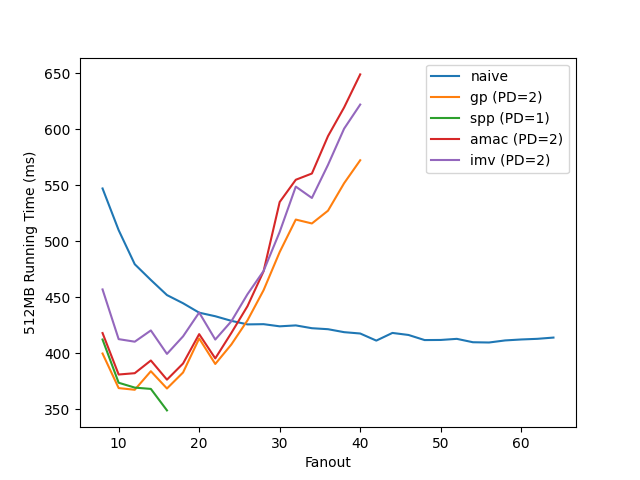 650
600
550
500
450
400
350
512MB Running Time (ms)
naive
gp (PD=2)
spp (PD=1)
amac (PD=2)
imv (PD=2)
10 20 30 40 50 60
Fanout